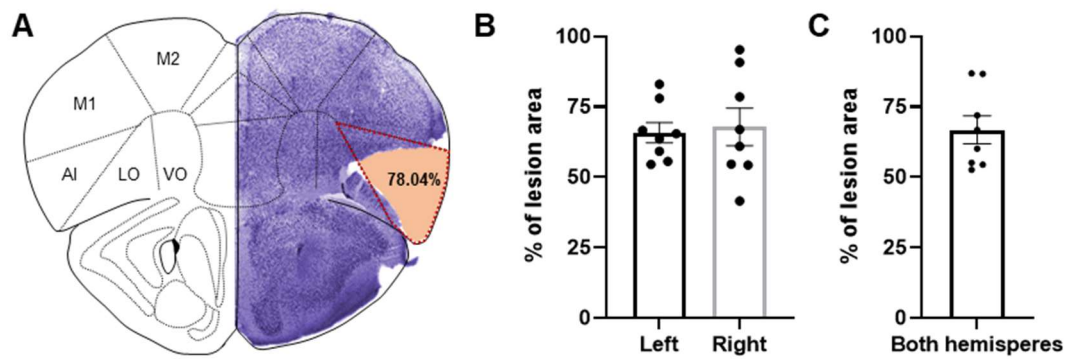 A
M2
M1
AI
LO
VO
78.04%
B
% of lesion area
100
75
50
25
0
Left
Right
C
% of lesion area
100
75
50
25
0
Both hemisperes